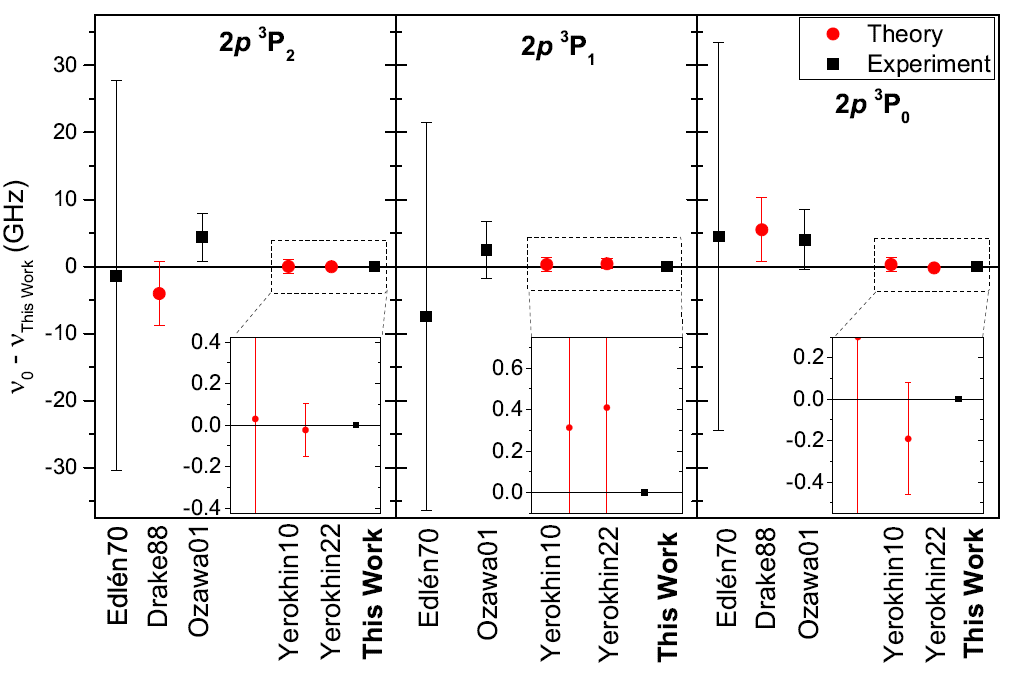 2p ³P₂
2p ³P₁
Theory
Experiment
2p ³P₀
ν₀ - ν This Work (GHz)
30
20
10
0
-10
-20
-30
0.4
0.2
0.0
-0.2
-0.4
0.6
0.4
0.2
0.0
0.2
0.0
-0.2
-0.4
Edlén70
Drake88
Ozawa01
Yerokhin10
Yerokhin22
This Work
Edlén70
Ozawa01
Yerokhin10
Yerokhin22
This Work
Edlén70
Drake88
Ozawa01
Yerokhin10
Yerokhin22
This Work